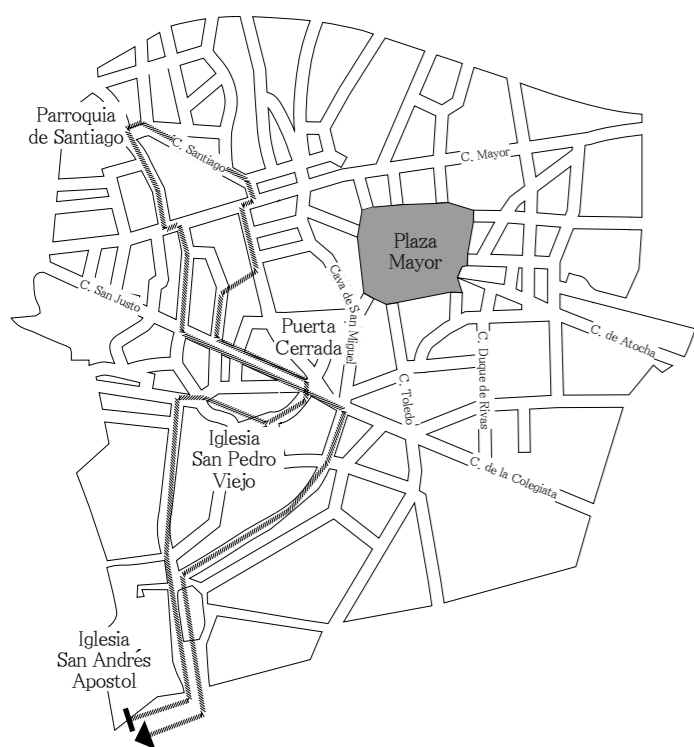 Parroquia
de Santiago
C. Santiago
C. Mayor
Plaza
Mayor
C. San Justo
Cava de San
Miguel
Puerta
Cerrada
C. de Atocha
C. Duque de Rivas
C. Toledo
Iglesia
San Pedro
Viejo
C. de la Colegiata
Iglesia
San Andrés
Apostol